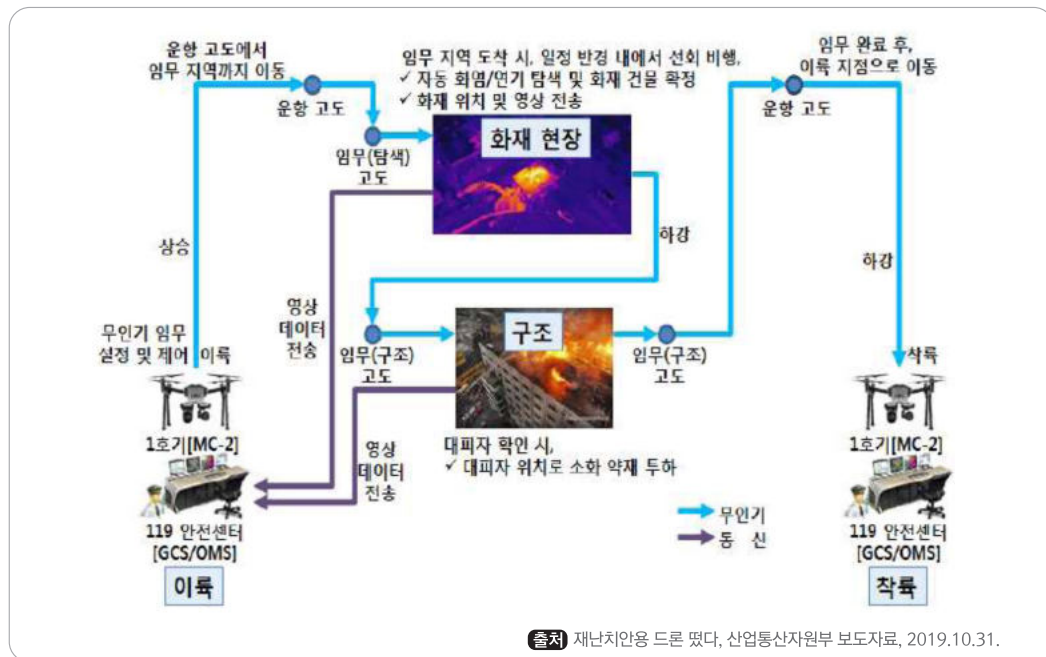 운항 고도에서
임무 지역까지 이동
운항 고도
임무(탐색)
고도
임무 지역 도착 시, 일정 반경 내에서 선회 비행,
✓ 자동 화염/연기 탐색 및 화재 건물 확정
✓ 화재 위치 및 영상 전송
화재 현장
임무 완료 후,
이륙 지점으로 이동
운항 고도
상승
하강
하강
영상
데이터
전송
무인기 임무
설정 및 제어
이륙
임무(구조)
고도
구조
임무(구조)
고도
착륙
1호기[MC-2]
영상
데이터
전송
대피자 확인 시,
✓ 대피자 위치로 소화 약재 투하
1호기[MC-2]
119 안전센터
[GCS/OMS]
이륙
무인기
통 신
119 안전센터
[GCS/OMS]
착륙
출처 재난치안용 드론 떴다, 산업통산자원부 보도자료, 2019.10.31.